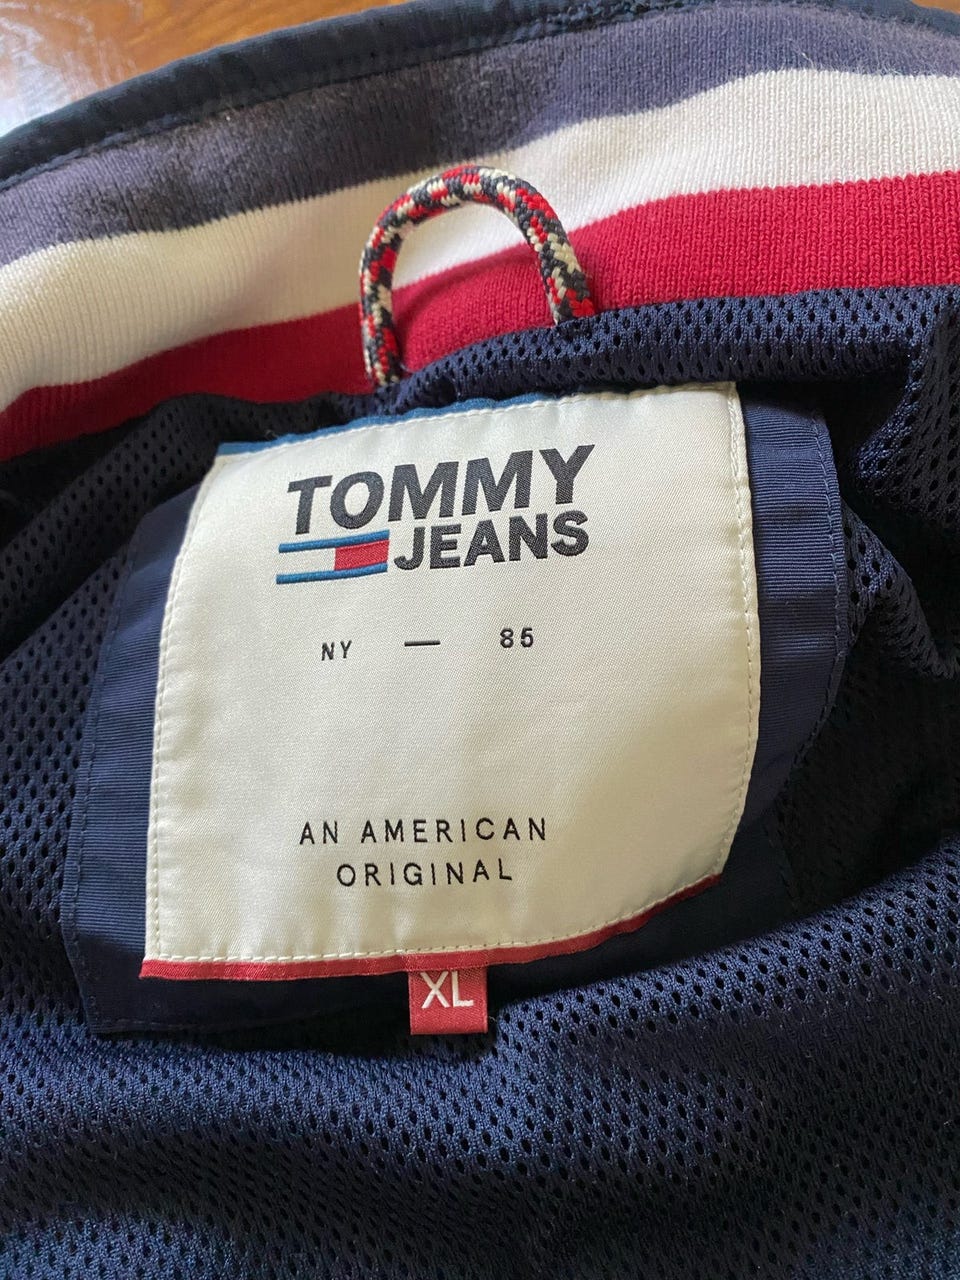 TOMMY
JEANS
NY — 85
AN AMERICAN
ORIGINAL
XL